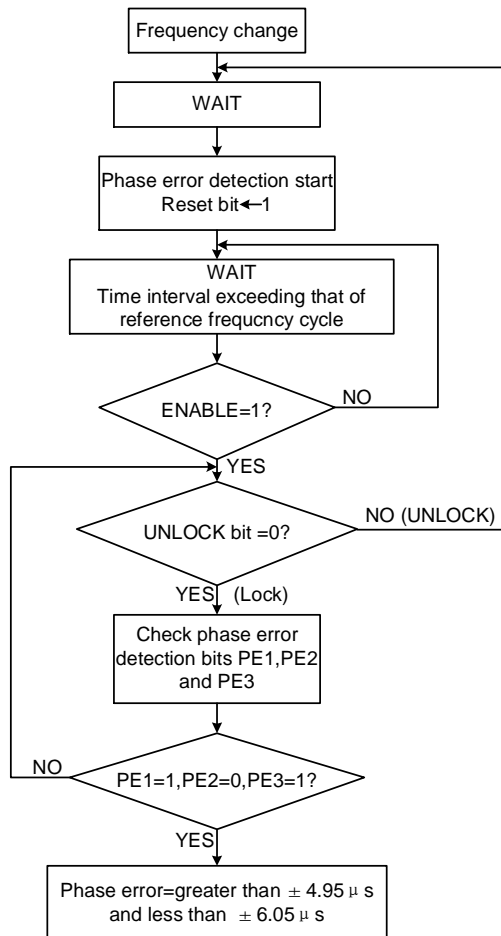 Frequency change
WAIT
Phase error detection start
Reset bit←1
WAIT
Time interval exceeding that of
reference frequcncy cycle
ENABLE=1?
NO
YES
UNLOCK bit =0?
NO (UNLOCK)
YES (Lock)
Check phase error
detection bits PE1,PE2
and PE3
NO
PE1=1,PE2=0,PE3=1?
YES
Phase error=greater than ± 4.95 μ s
and less than ± 6.05 μ s